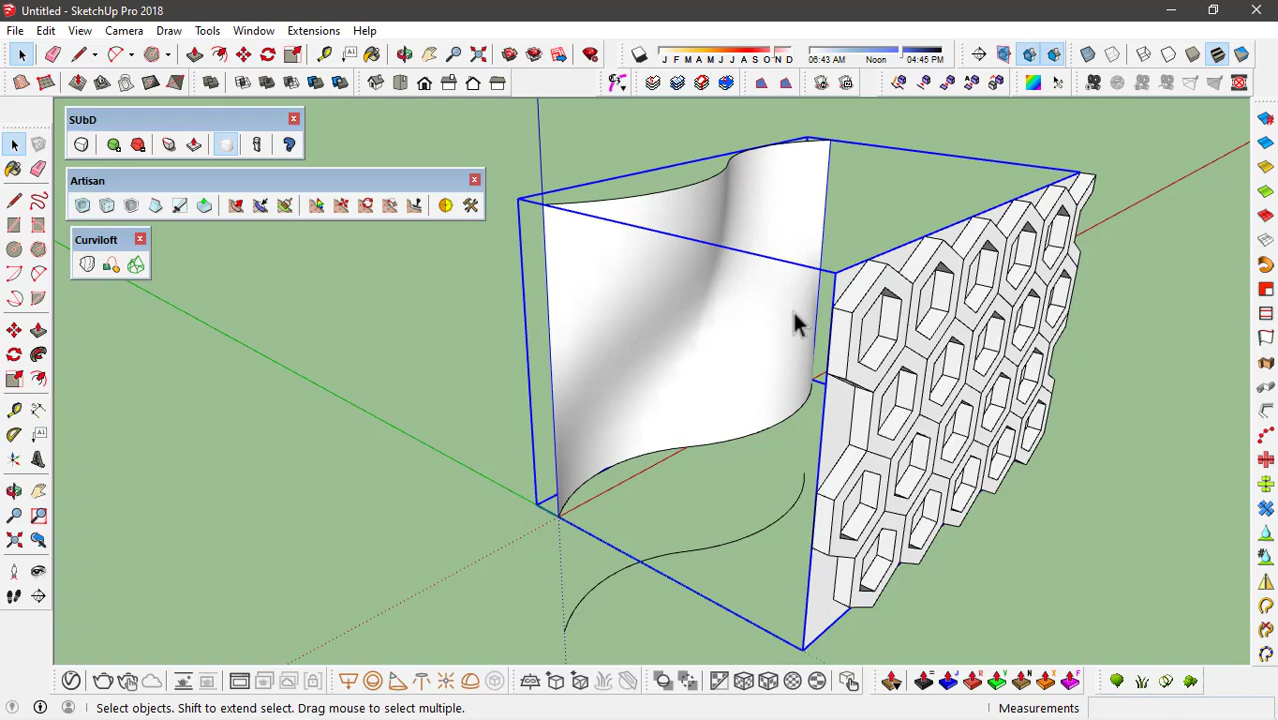 Untitled - SketchUp Pro 2018
File Edit View Camera Draw Tools Window Extensions Help
J F M A M J J A S O N D 06:43 AM Noon 04:45 PM
SUbD
Artisan
Curviloft
Select objects. Shift to extend select. Drag mouse to select multiple. Measurements